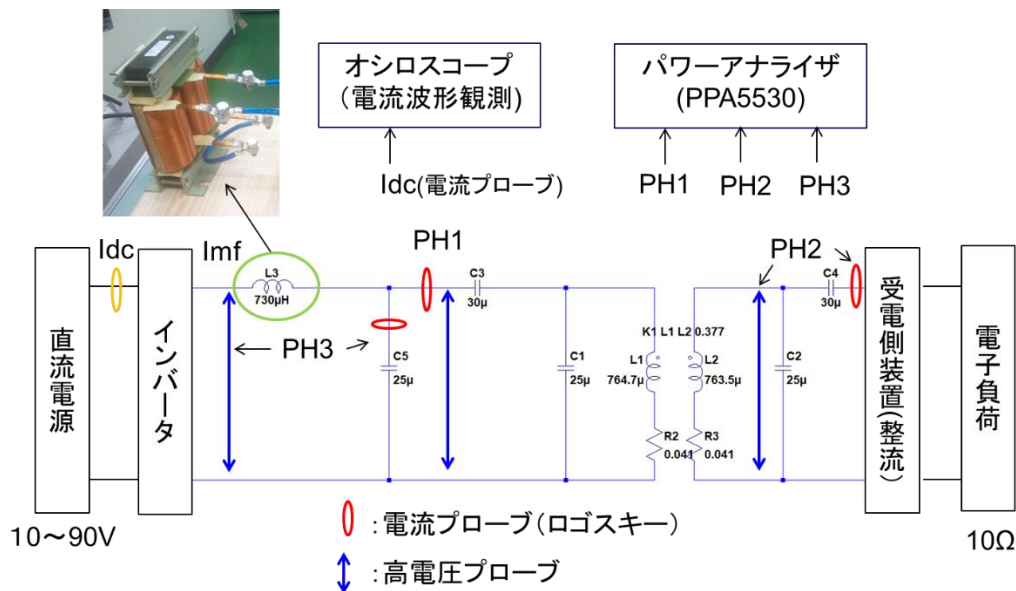 オシロスコープ
（電流波形観測)
パワーアナライザ
(PPA5530)
Idc(電流プローブ)
PH1
PH2
PH3
Idc
Imf
PH1
PH2
L3
730μH
C3
30μ
C4
30μ
PH3
K1 L1 L2 0.377
C5
25μ
C1
25μ
L1
764.7μ
L2
763.5μ
C2
25μ
R2
0.041
R3
0.041
直流電源
インバータ
受電側装置(整流)
電子負荷
10～90V
10Ω
：電流プローブ（ロゴスキー）
：高電圧プローブ